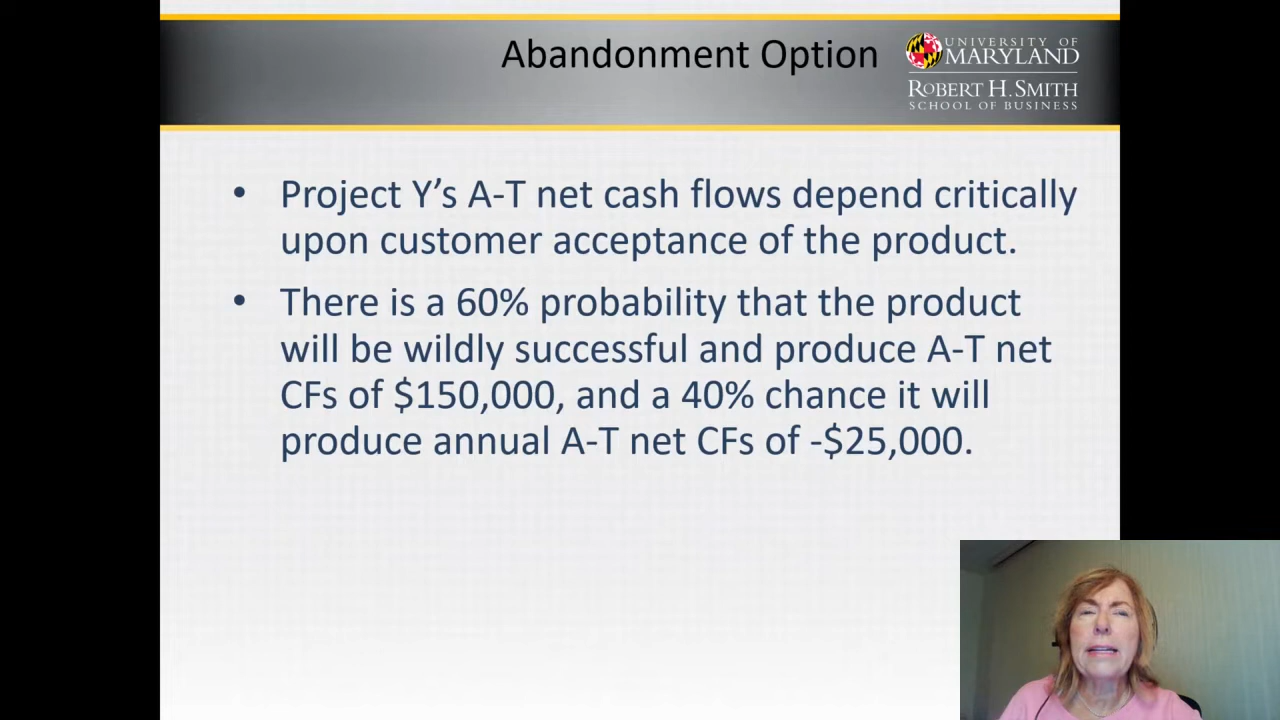 Abandonment Option
UNIVERSITY OF
MARYLAND
ROBERT H. SMITH
SCHOOL OF BUSINESS
• Project Y’s A-T net cash flows depend critically
upon customer acceptance of the product.
• There is a 60% probability that the product
will be wildly successful and produce A-T net
CFs of $150,000, and a 40% chance it will
produce annual A-T net CFs of -$25,000.